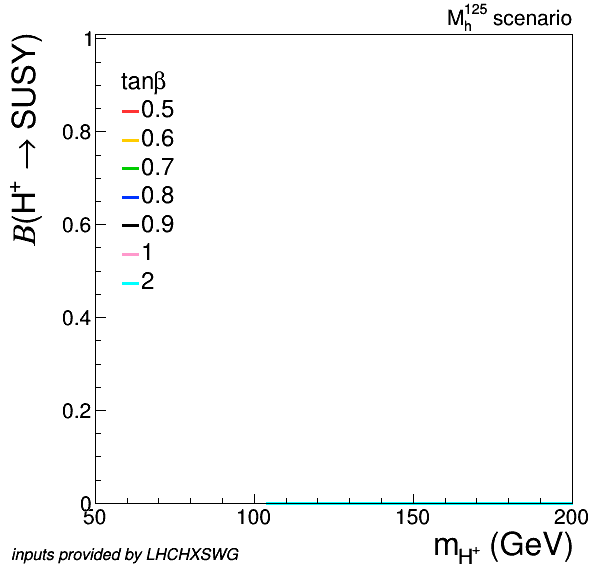 M_h^125 scenario
B(H⁺ → SUSY)
1
0.8
0.6
0.4
0.2
0
tanβ
0.5
0.6
0.7
0.8
0.9
1
2
50 100 150 200
m_H⁺ (GeV)
inputs provided by LHCHXSWG